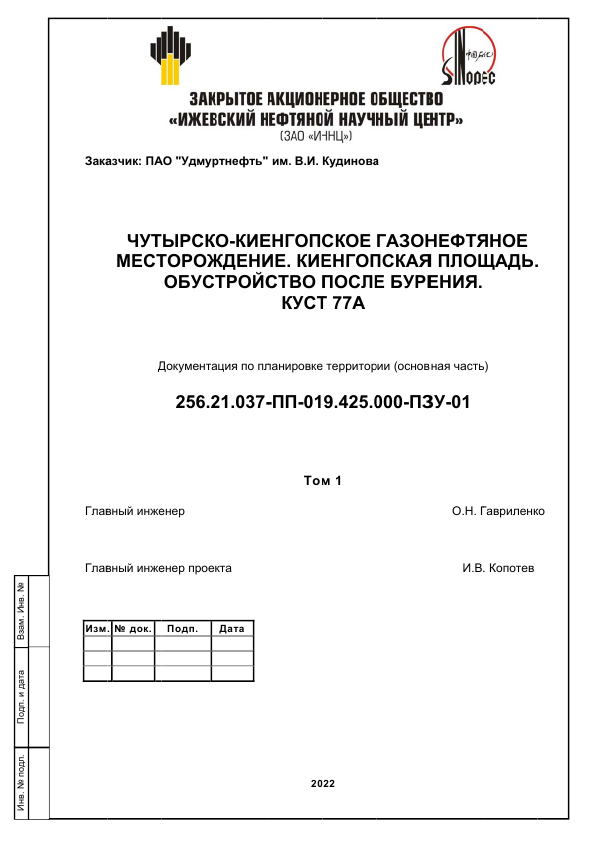 SINOPEC
ЗАКРЫТОЕ АКЦИОНЕРНОЕ ОБЩЕСТВО
«ИЖЕВСКИЙ НЕФТЯНОЙ НАУЧНЫЙ ЦЕНТР»
(ЗАО «ИННЦ»)
Заказчик: ПАО "Удмуртнефть" им. В.И. Кудинова
ЧУТЫРСКО-КИЕНГОПСКОЕ ГАЗОНЕФТЯНОЕ
МЕСТОРОЖДЕНИЕ. КИЕНГОПСКАЯ ПЛОЩАДЬ.
ОБУСТРОЙСТВО ПОСЛЕ БУРЕНИЯ.
КУСТ 77А
Документация по планировке территории (основная часть)
256.21.037-ПП-019.425.000-ПЗУ-01
Том 1
Главный инженер О.Н. Гавриленко
Главный инженер проекта И.В. Копотев
Изм. № док. Подп. Дата
Взам. Инв. №
Подп. и дата
Инв. № подл.
2022